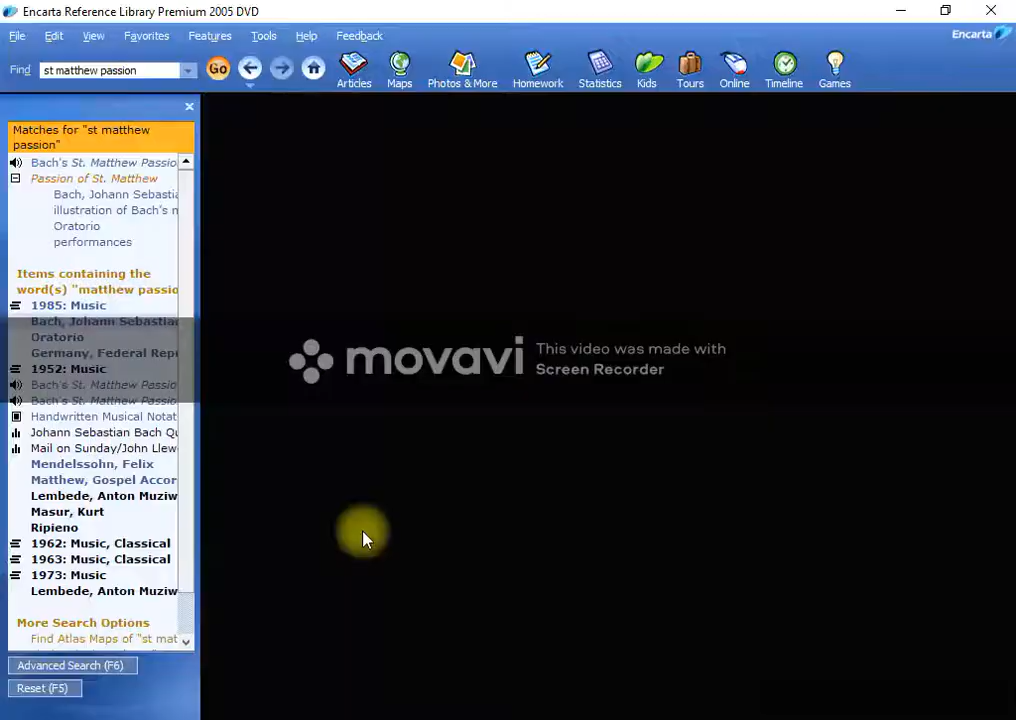 Encarta Reference Library Premium 2005 DVD
File Edit View Favorites Features Tools Help Feedback
Encarta
Find st matthew passion Go
Articles Maps Photos & More Homework Statistics Kids Tours Online Timeline Games
Matches for "st matthew
passion"
Bach's St. Matthew Passio
Passion of St. Matthew
Bach, Johann Sebastia
illustration of Bach's n
Oratorio
performances
Items containing the
word(s) "matthew passio
1985: Music
Bach, Johann Sebastian
Oratorio
Germany, Federal Repu
1952: Music
Bach's St. Matthew Passio
Bach's St. Matthew Passio
Handwritten Musical Notat
Johann Sebastian Bach Qu
Mail on Sunday/John Llew
Mendelssohn, Felix
Matthew, Gospel Accor
Lembede, Anton Muziw
Masur, Kurt
Ripieno
1962: Music, Classical
1963: Music, Classical
1973: Music
Lembede, Anton Muziw
More Search Options
Find Atlas Maps of "st mat
Advanced Search (F6)
Reset (F5)
movavi
This video was made with
Screen Recorder